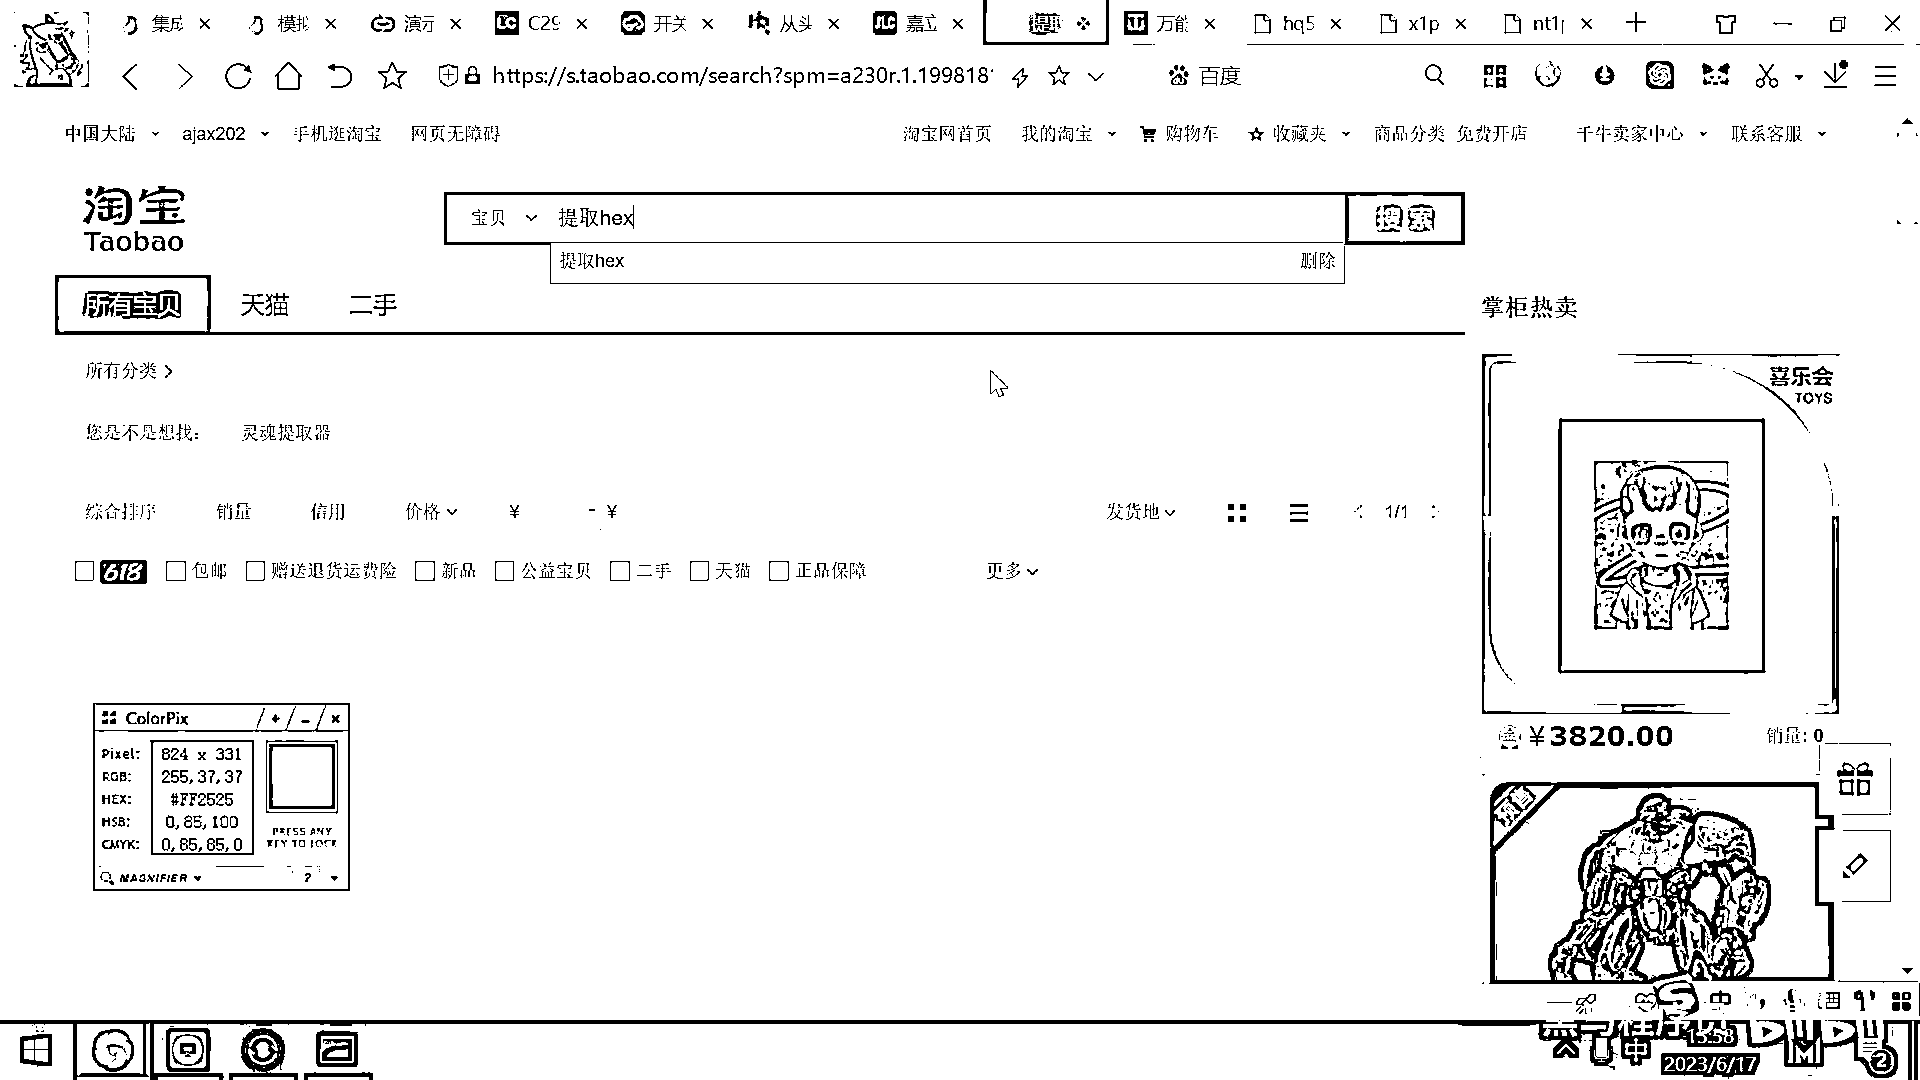 集成
模拟
演示
C29
开关
从头
嘉立
提取
万能
hq5
x1p
nt1p
https://s.taobao.com/search?spm=a230r.1.199818
百度
中国大陆 ajax202 手机逛淘宝 网页无障碍
淘宝网首页 我的淘宝 购物车 收藏夹 商品分类 免费开店 千牛卖家中心 联系客服
淘宝
Taobao
宝贝 提取hex 搜索
提取hex 删除
所有宝贝 天猫 二手
掌柜热卖
所有分类
您是不是想找: 灵魂提取器
综合排序 销量 信用 价格 ¥ - ¥ 发货地 1/1
618 包邮 赠送退货运费险 新品 公益宝贝 二手 天猫 正品保障 更多
喜乐会
TOYS
¥3820.00 销量: 0
预售
ColorPix
Pixel: 824 x 331
RGB: 255,37,37
HEX: #FF2525
HSB: 0,85,100
CMYK: 0,85,85,0
PRESS ANY
KEY TO LOCK
MAGNIFIER ?
中
中
15:58
2023/6/17
2